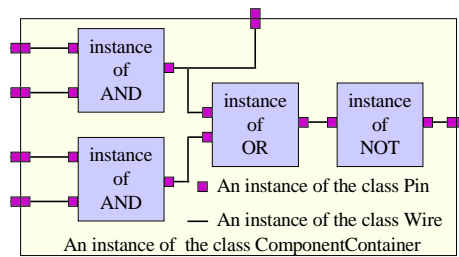 instance
of
AND
instance
of
AND
instance
of
OR
instance
of
NOT
An instance of the class Pin
An instance of the class Wire
An instance of the class ComponentContainer